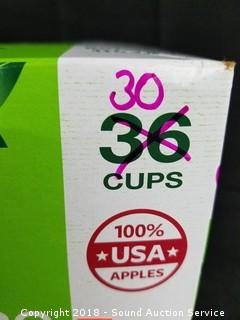 30
36
CUPS
100%
USA
APPLES
Copyright 2018 - Sound Auction Service